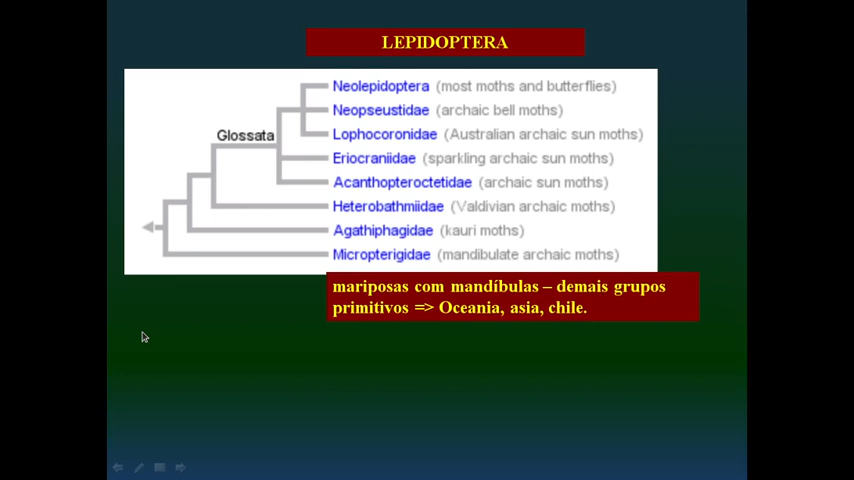 LEPIDOPTERA
Neolepidoptera (most moths and butterflies)
Neopseustidae (archaic bell moths)
Glossata
Lophocoronidae (Australian archaic sun moths)
Eriocraniidae (sparkling archaic sun moths)
Acanthopteroctetidae (archaic sun moths)
Heterobathmiidae (Valdivian archaic moths)
Agathiphagidae (kauri moths)
Micropterigidae (mandibulate archaic moths)
mariposas com mandíbulas – demais grupos
primitivos => Oceania, asia, chile.